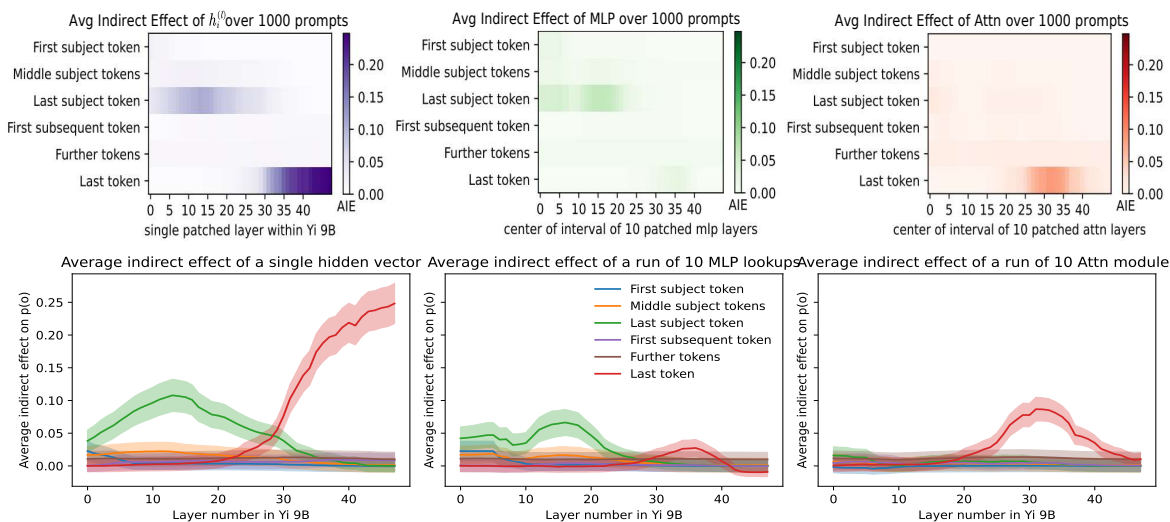 Avg Indirect Effect of h_i^(l) over 1000 prompts
First subject token
Middle subject tokens
Last subject token
First subsequent token
Further tokens
Last token
0 5 10 15 20 25 30 35 40
single patched layer within Yi 9B
0.20
0.15
0.10
0.05
0.00
AIE
Avg Indirect Effect of MLP over 1000 prompts
First subject token
Middle subject tokens
Last subject token
First subsequent token
Further tokens
Last token
0 5 10 15 20 25 30 35 40
center of interval of 10 patched mlp layers
0.20
0.15
0.10
0.05
0.00
AIE
Avg Indirect Effect of Attn over 1000 prompts
First subject token
Middle subject tokens
Last subject token
First subsequent token
Further tokens
Last token
0 5 10 15 20 25 30 35 40
center of interval of 10 patched attn layers
0.20
0.15
0.10
0.05
0.00
AIE
Average indirect effect of a single hidden vector
Average indirect effect on p(o)
0.25
0.20
0.15
0.10
0.05
0.00
0 10 20 30 40
Layer number in Yi 9B
Average indirect effect of a run of 10 MLP lookups
Average indirect effect on p(o)
First subject token
Middle subject tokens
Last subject token
First subsequent token
Further tokens
Last token
0 10 20 30 40
Layer number in Yi 9B
Average indirect effect of a run of 10 Attn module
Average indirect effect on p(o)
0 10 20 30 40
Layer number in Yi 9B